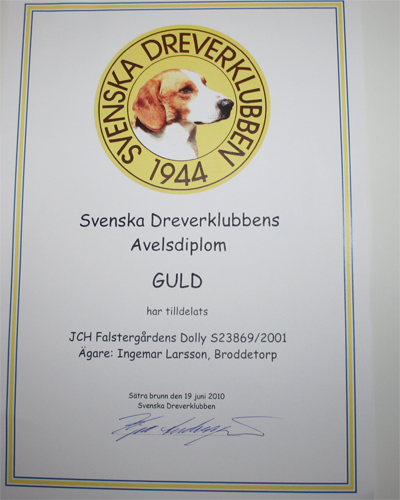 SVENSKA DREVERKLUBBEN
1944
Svenska Dreverklubbens
Avelsdiplom
GULD
har tilldelats
JCH Falstergårdens Dolly S23869/2001
Ägare: Ingemar Larsson, Broddetorp
Sätra brunn den 19 juni 2010
Svenska Dreverklubben